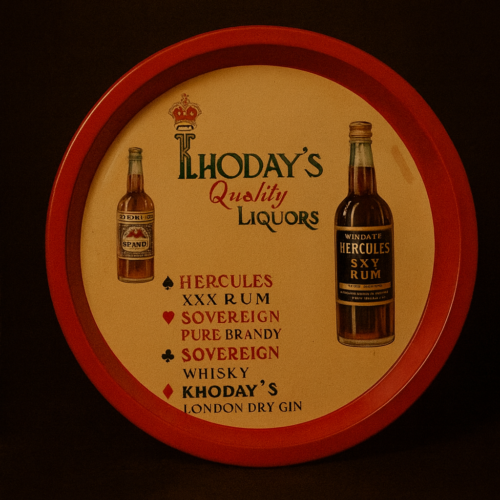 KHODAY'S
Quality
LIQUORS
SPAND
WINDATE
HERCULES
SXY
RUM
HERCULES
XXX RUM
SOVEREIGN
PURE BRANDY
SOVEREIGN
WHISKY
KHODAY'S
LONDON DRY GIN